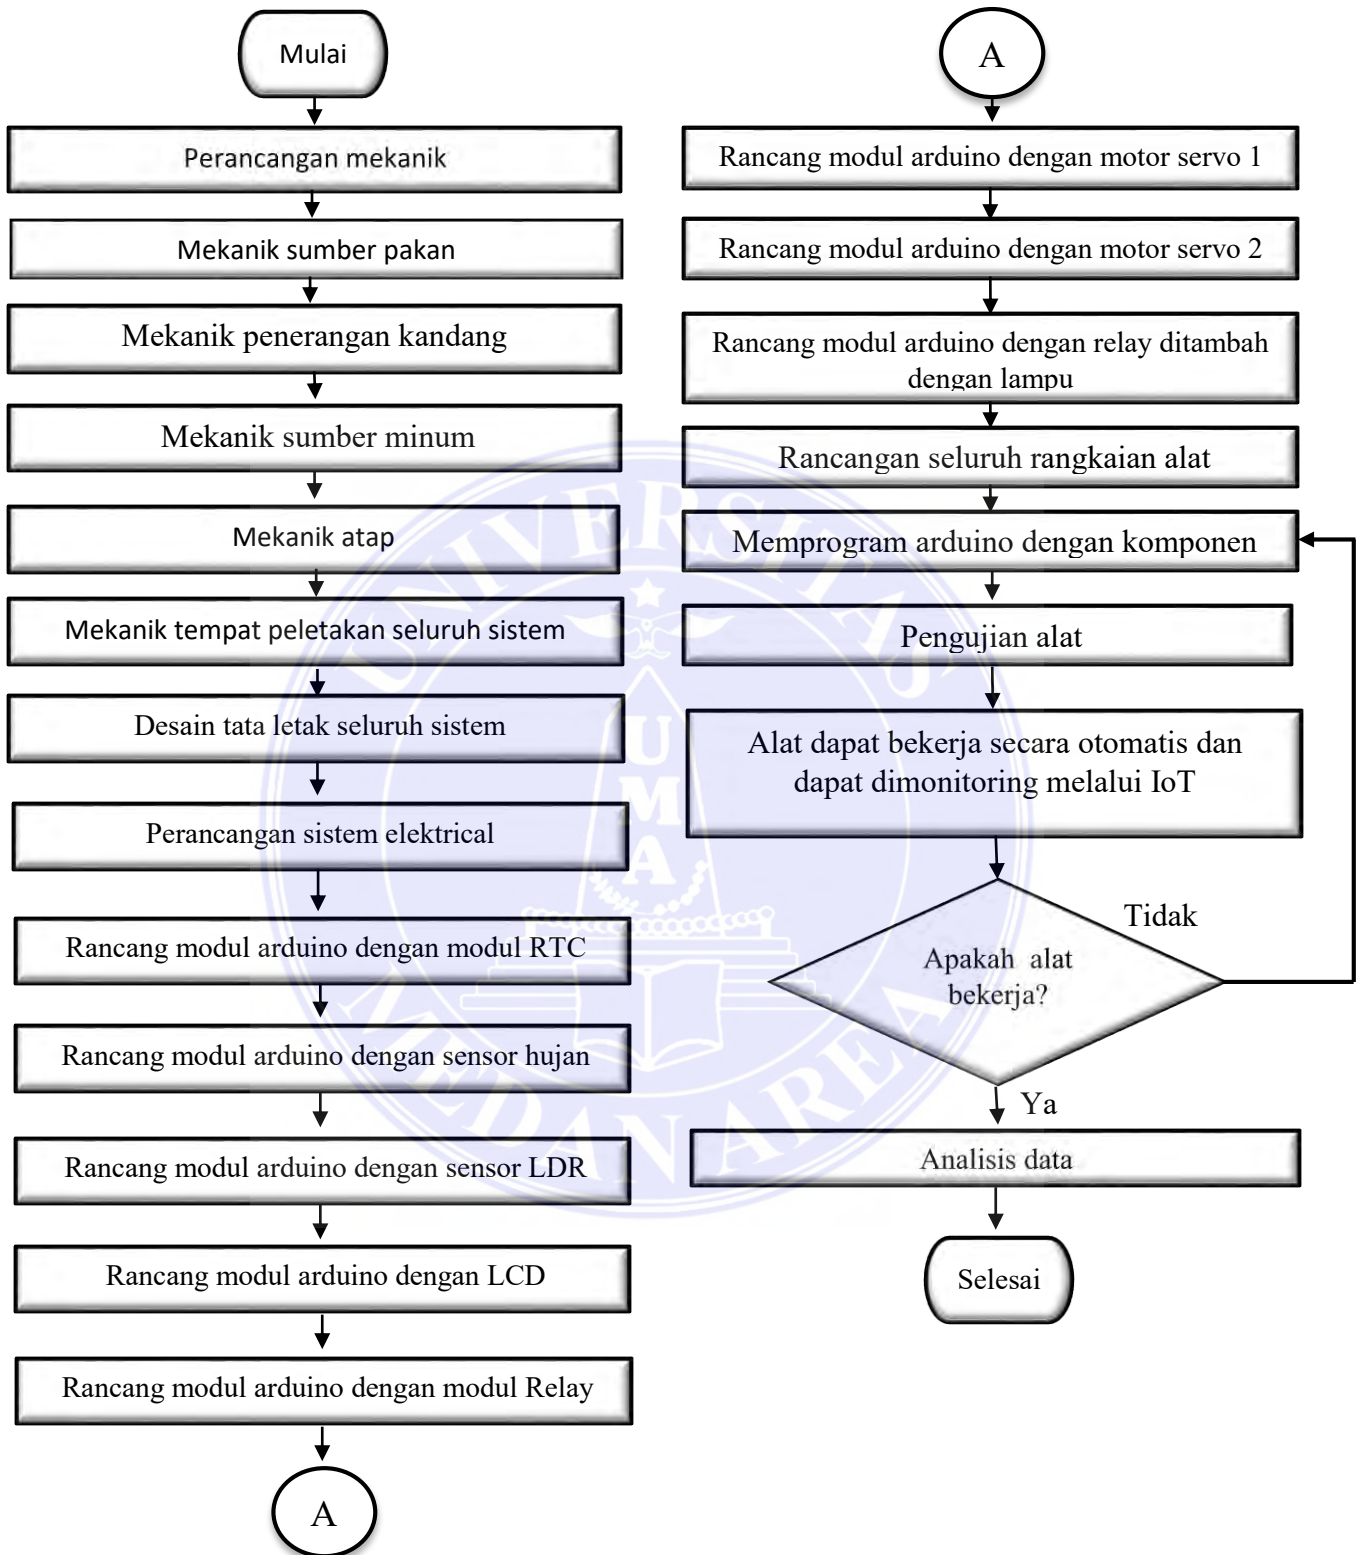 Mulai
Perancangan mekanik
Mekanik sumber pakan
Mekanik penerangan kandang
Mekanik sumber minum
Mekanik atap
Mekanik tempat peletakan seluruh sistem
Desain tata letak seluruh sistem
Perancangan sistem elektrical
Rancang modul arduino dengan modul RTC
Rancang modul arduino dengan sensor hujan
Rancang modul arduino dengan sensor LDR
Rancang modul arduino dengan LCD
Rancang modul arduino dengan modul Relay
A
A
Rancang modul arduino dengan motor servo 1
Rancang modul arduino dengan motor servo 2
Rancang modul arduino dengan relay ditambah
dengan lampu
Rancangan seluruh rangkaian alat
Memprogram arduino dengan komponen
Pengujian alat
Alat dapat bekerja secara otomatis dan
dapat dimonitoring melalui IoT
Tidak
Apakah alat
bekerja?
Ya
Analisis data
Selesai
UNIVERSITAS
MEDAN AREA
U
M
A